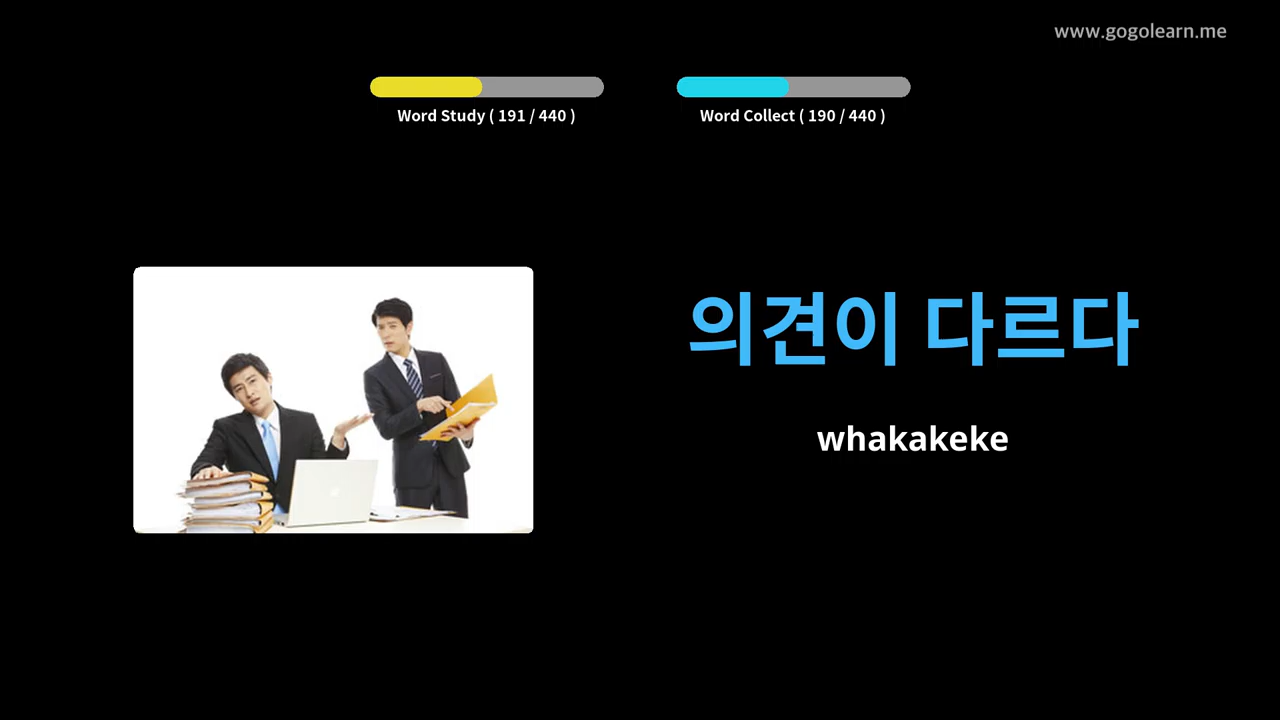 www.gogolearn.me
Word Study ( 191 / 440 )
Word Collect ( 190 / 440 )
의견이 다르다
whakakeke